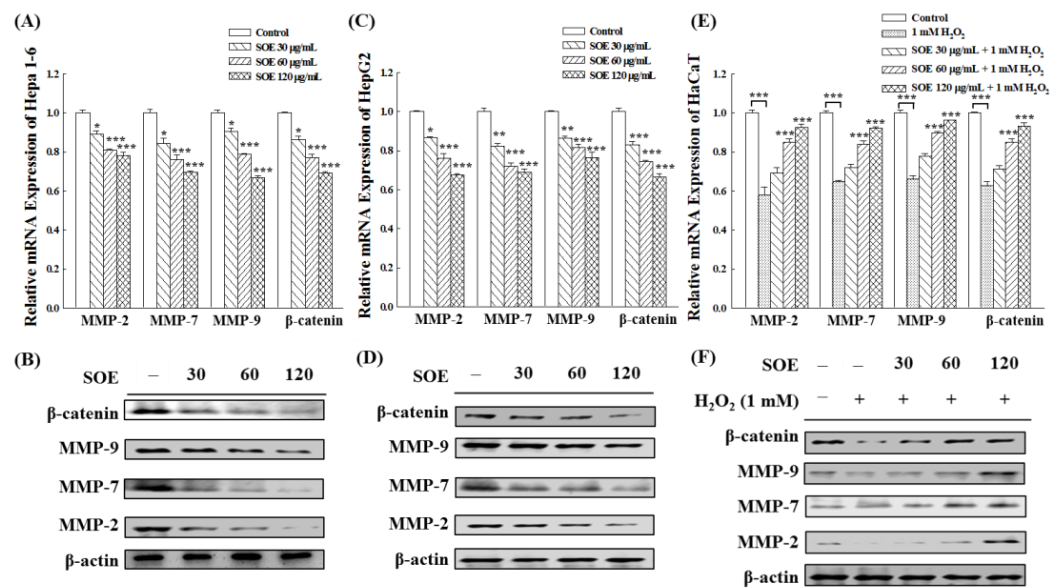 (A)
Relative mRNA Expression of Hepa 1-6
Control
SOE 30 μg/mL
SOE 60 μg/mL
SOE 120 μg/mL
1.4
1.2
1.0
0.8
0.6
0.4
0.2
0.0
* *** ***
* *** ***
* *** ***
* *** ***
MMP-2 MMP-7 MMP-9 β-catenin
(C)
Relative mRNA Expression of HepG2
Control
SOE 30 μg/mL
SOE 60 μg/mL
SOE 120 μg/mL
1.4
1.2
1.0
0.8
0.6
0.4
0.2
0.0
* *** ***
** *** ***
** *** ***
*** *** ***
MMP-2 MMP-7 MMP-9 β-catenin
(E)
Relative mRNA Expression of HaCaT
Control
1 mM H₂O₂
SOE 30 μg/mL + 1 mM H₂O₂
SOE 60 μg/mL + 1 mM H₂O₂
SOE 120 μg/mL + 1 mM H₂O₂
1.4
1.2
1.0
0.8
0.6
0.4
0.2
0.0
*** * *** ***
*** *** ***
*** * *** ***
*** *** *** ***
MMP-2 MMP-7 MMP-9 β-catenin
(B)
SOE – 30 60 120
β-catenin
MMP-9
MMP-7
MMP-2
β-actin
(D)
SOE – 30 60 120
β-catenin
MMP-9
MMP-7
MMP-2
β-actin
(F)
SOE – – 30 60 120
H₂O₂ (1 mM) – + + + +
β-catenin
MMP-9
MMP-7
MMP-2
β-actin